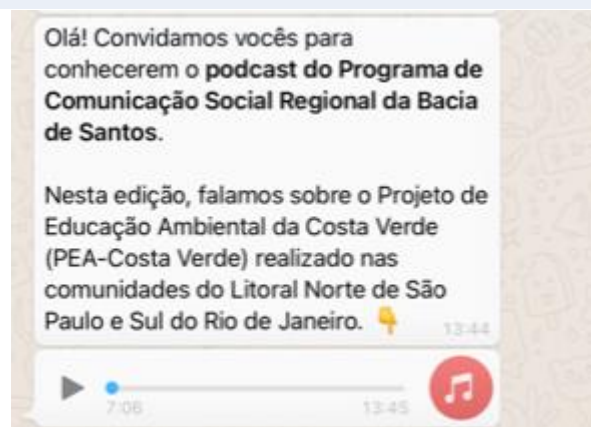 Olá! Convidamos vocês para
conhecerem o podcast do Programa de
Comunicação Social Regional da Bacia
de Santos.
Nesta edição, falamos sobre o Projeto de
Educação Ambiental da Costa Verde
(PEA-Costa Verde) realizado nas
comunidades do Litoral Norte de São
Paulo e Sul do Rio de Janeiro. 👇 13:44
7:06 13:45